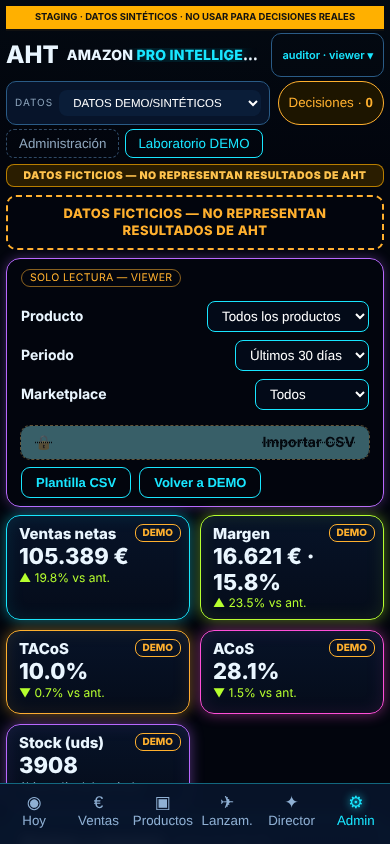 STAGING · DATOS SINTÉTICOS · NO USAR PARA DECISIONES REALES
AHT AMAZON PRO INTELLIGE... auditor · viewer ▾
DATOS DATOS DEMO/SINTÉTICOS Decisiones · 0
Administración Laboratorio DEMO
DATOS FICTICIOS — NO REPRESENTAN RESULTADOS DE AHT
DATOS FICTICIOS — NO REPRESENTAN
RESULTADOS DE AHT
SOLO LECTURA — VIEWER
Producto Todos los productos
Periodo Últimos 30 días
Marketplace Todos
Importar CSV
Plantilla CSV Volver a DEMO
Ventas netas DEMO
105.389 €
▲ 19.8% vs ant.
Margen DEMO
16.621 € ·
15.8%
▲ 23.5% vs ant.
TACoS DEMO
10.0%
▼ 0.7% vs ant.
ACoS DEMO
28.1%
▼ 1.5% vs ant.
Stock (uds) DEMO
3908
Hoy Ventas Productos Lanzam. Director Admin